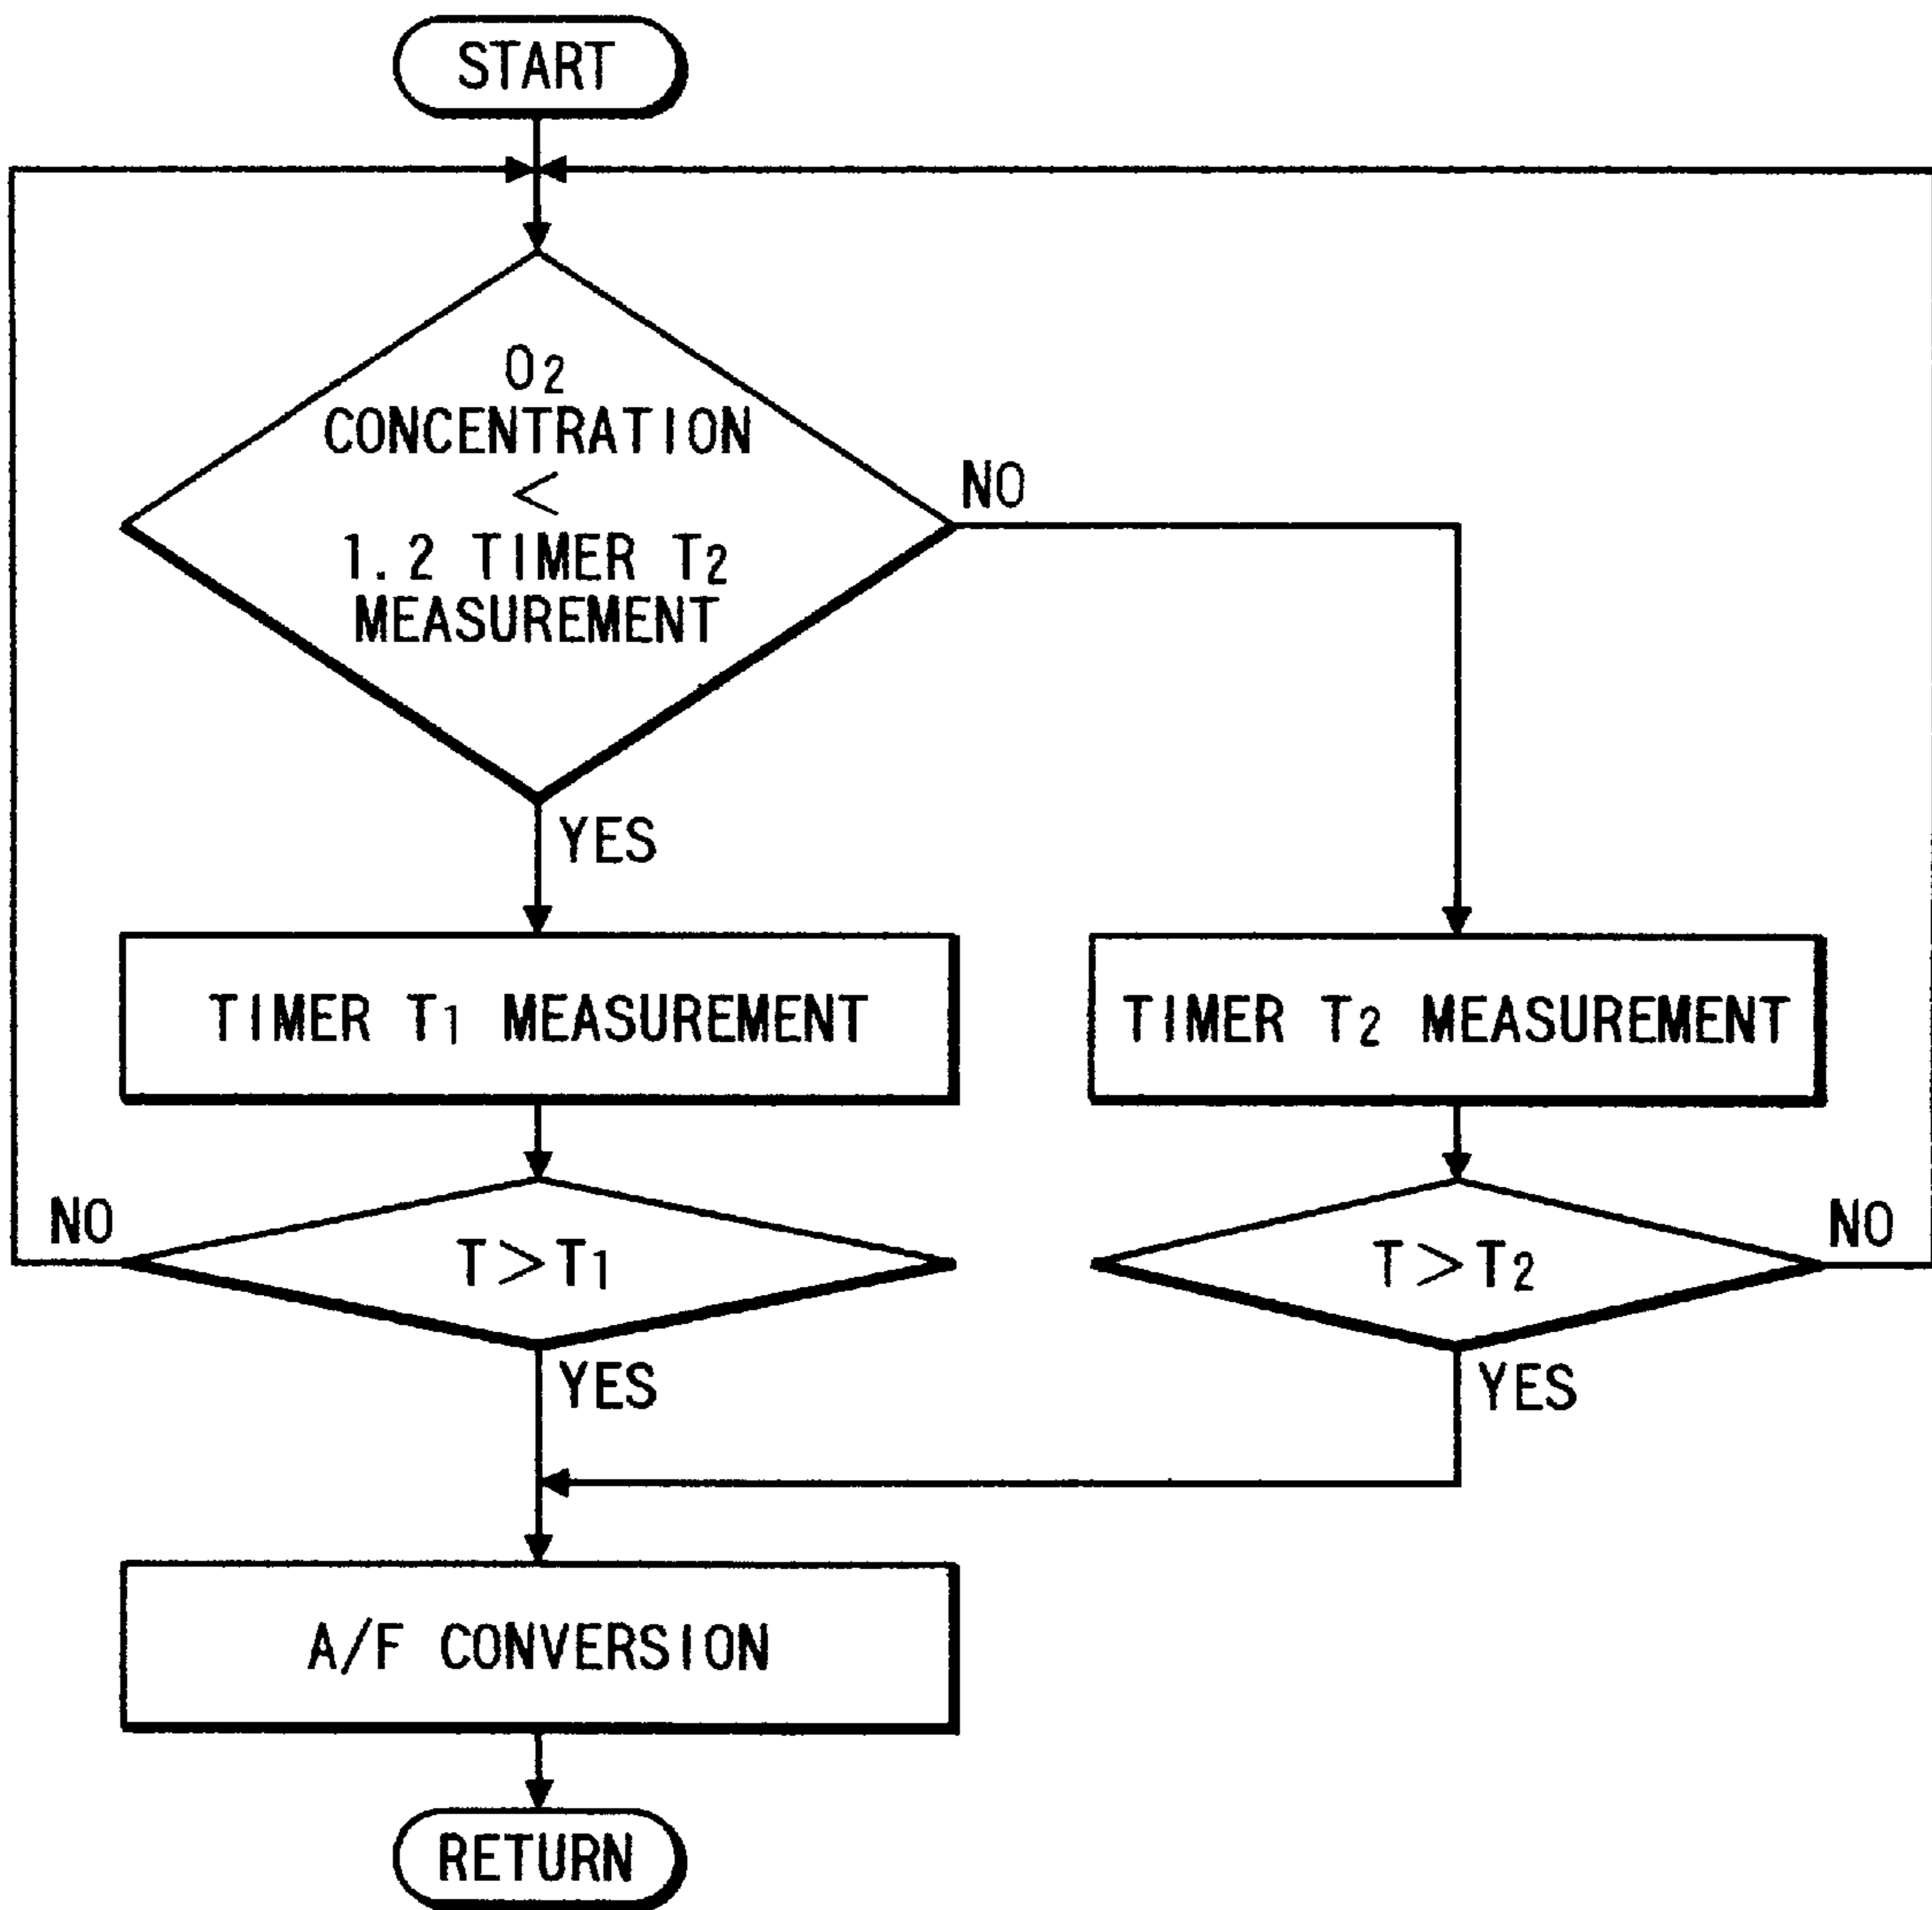 START
O2
CONCENTRATION
<
1.2 TIMER T2
MEASUREMENT
NO
YES
TIMER T1 MEASUREMENT
TIMER T2 MEASUREMENT
NO
T>T1
T>T2
NO
YES
YES
A/F CONVERSION
RETURN